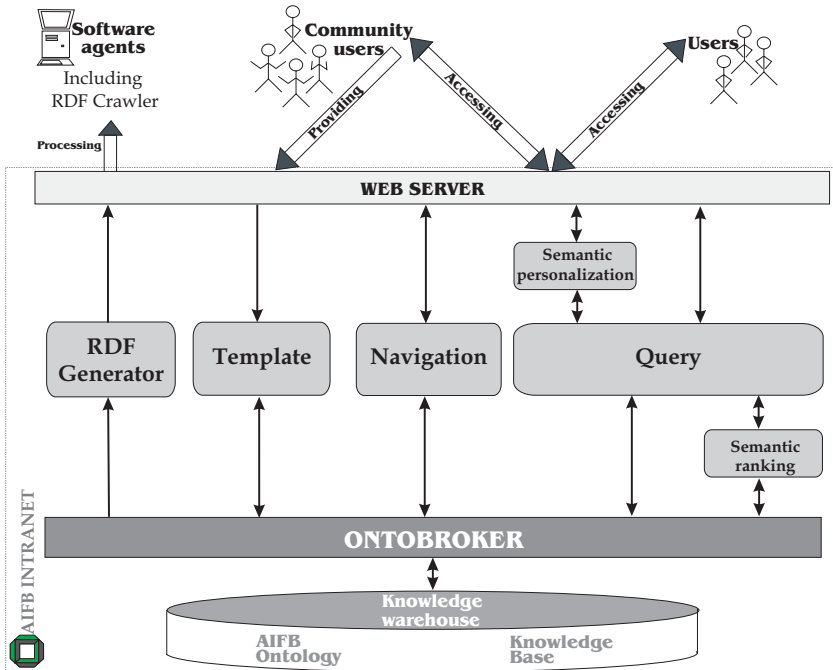 Software
agents
Including
RDF Crawler
Community
users
Users
Processing
Providing
Accessing
Accessing
WEB SERVER
Semantic
personalization
RDF
Generator
Template
Navigation
Query
Semantic
ranking
ONTOBROKER
AIFB INTRANET
Knowledge
warehouse
AIFB
Ontology
Knowledge
Base